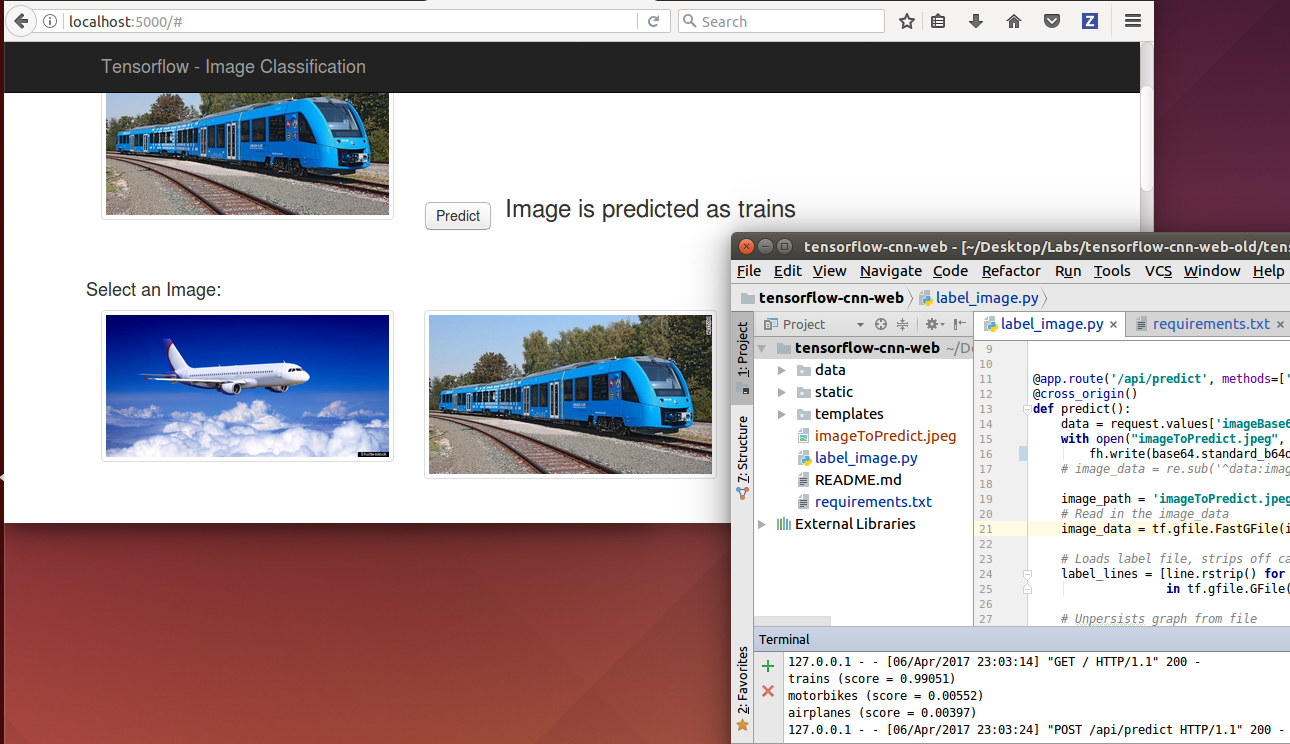 localhost:5000/#
Search
Tensorflow - Image Classification
Predict
Image is predicted as trains
Select an Image:
Shutterstock
tensorflow-cnn-web - [~/Desktop/Labs/tensorflow-cnn-web-old/tens
File Edit View Navigate Code Refactor Run Tools VCS Window Help
tensorflow-cnn-web
label_image.py
1: Project
7: Structure
2: Favorites
Project
tensorflow-cnn-web ~/De
data
static
templates
imageToPredict.jpeg
label_image.py
README.md
requirements.txt
External Libraries
label_image.py ×
requirements.txt ×
9
10
11 @app.route('/api/predict', methods=['
12 @cross_origin()
13 def predict():
14 data = request.values['imageBase6
15 with open("imageToPredict.jpeg",
16 fh.write(base64.standard_b64d
17 # image_data = re.sub('^data:imag
18
19 image_path = 'imageToPredict.jpeg
20 # Read in the image_data
21 image_data = tf.gfile.FastGFile(i
22
23 # Loads label file, strips off ca
24 label_lines = [line.rstrip() for
25 in tf.gfile.GFile(
26
27 # Unpersists graph from file
Terminal
127.0.0.1 - - [06/Apr/2017 23:03:14] "GET / HTTP/1.1" 200 -
trains (score = 0.99051)
motorbikes (score = 0.00552)
airplanes (score = 0.00397)
127.0.0.1 - - [06/Apr/2017 23:03:24] "POST /api/predict HTTP/1.1" 200 -